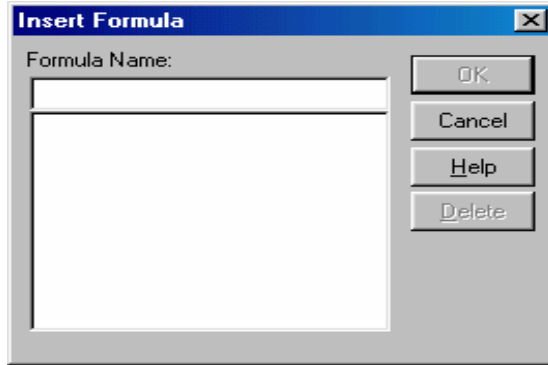 Insert Formula
Formula Name:
OK
Cancel
Help
Delete